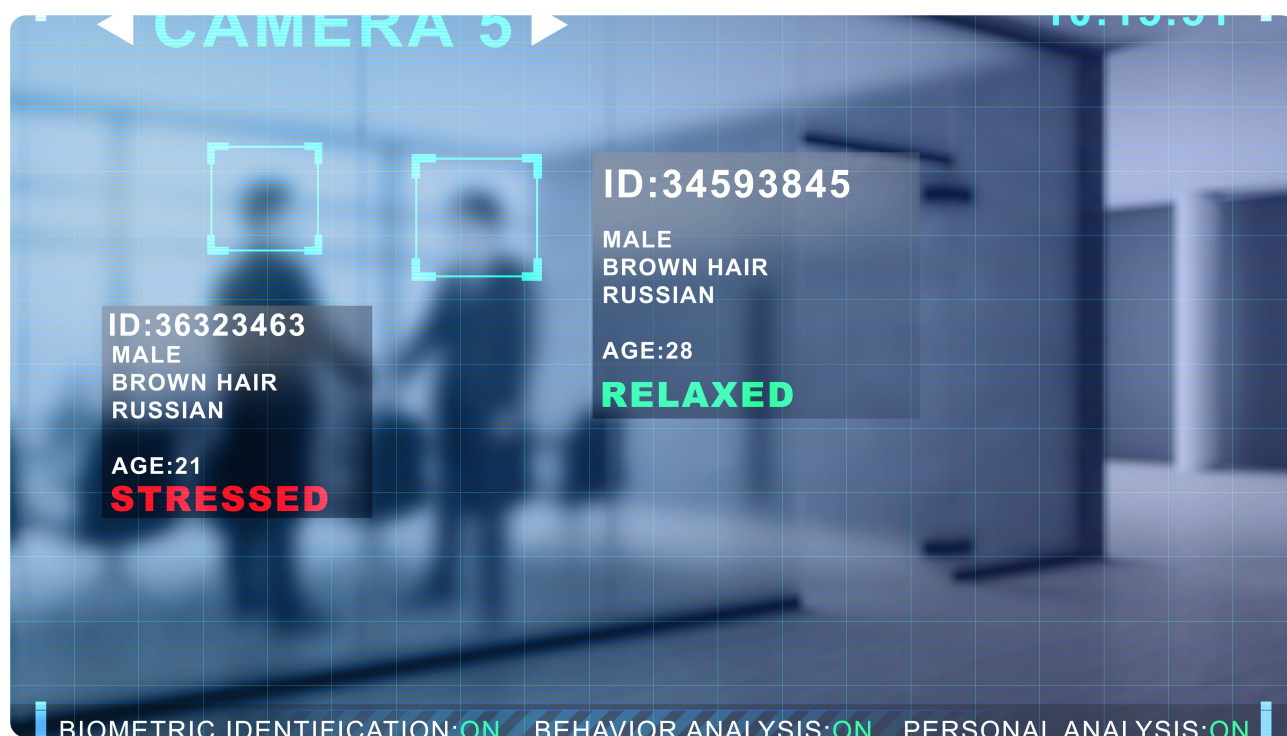 CAMERA 5
ID:34593845
MALE
BROWN HAIR
RUSSIAN
AGE:28
RELAXED
ID:36323463
MALE
BROWN HAIR
RUSSIAN
AGE:21
STRESSED
BIOMETRIC IDENTIFICATION:ON BEHAVIOR ANALYSIS:ON PERSONAL ANALYSIS:ON